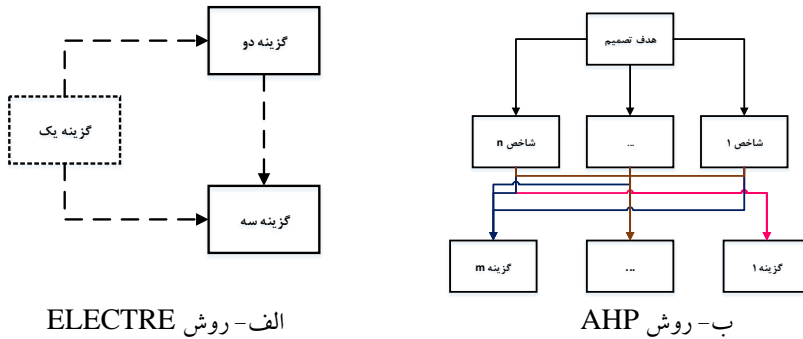 هدف تصمیم
شاخص ۱
...
شاخص n
گزینه ۱
...
گزینه m
ب- روش AHP
گزینه دو
گزینه یک
گزینه سه
الف- روش ELECTRE